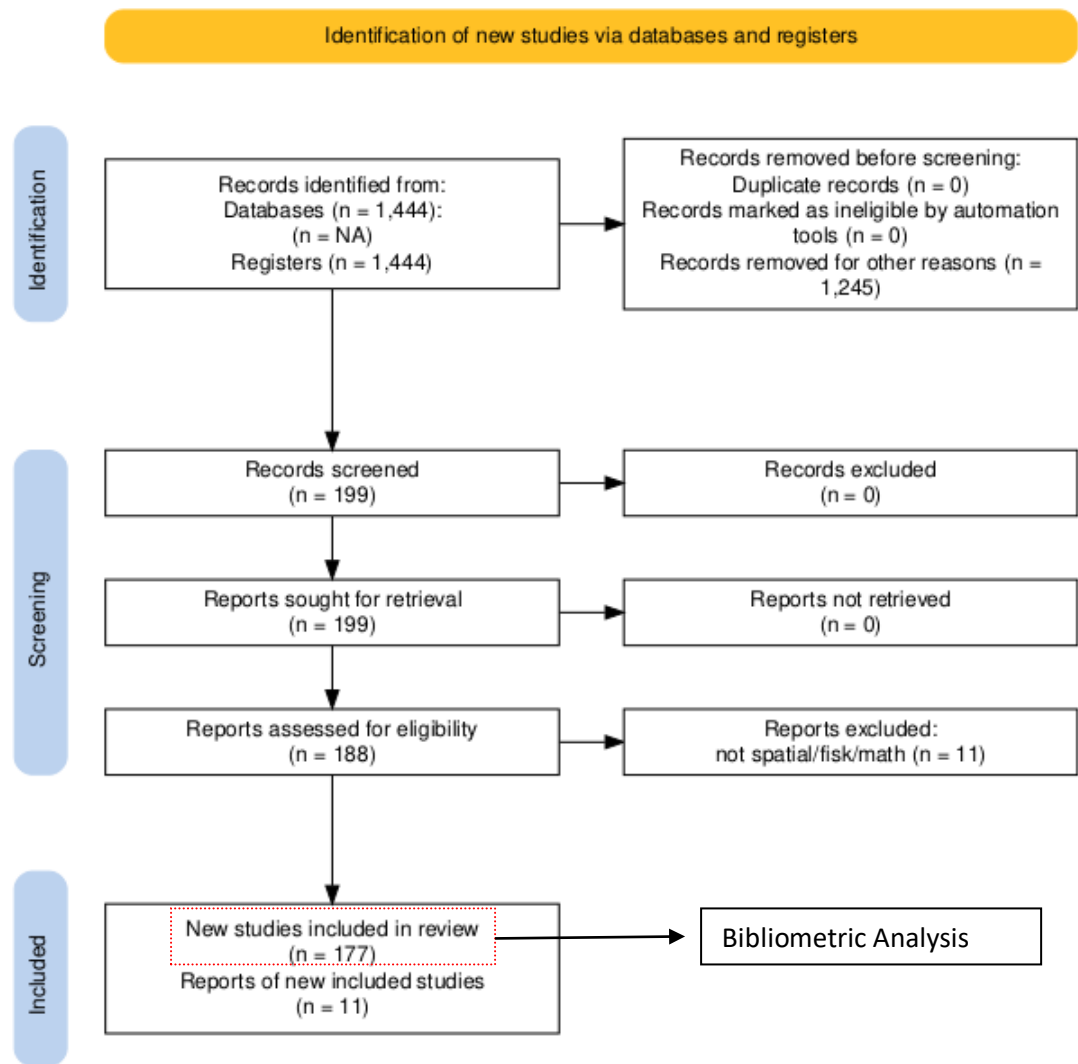 Identification of new studies via databases and registers
Identification
Records identified from:
Databases (n = 1,444):
(n = NA)
Registers (n = 1,444)
Records removed before screening:
Duplicate records (n = 0)
Records marked as ineligible by automation
tools (n = 0)
Records removed for other reasons (n =
1,245)
Screening
Records screened
(n = 199)
Records excluded
(n = 0)
Reports sought for retrieval
(n = 199)
Reports not retrieved
(n = 0)
Reports assessed for eligibility
(n = 188)
Reports excluded:
not spatial/fisk/math (n = 11)
Included
New studies included in review
(n = 177)
Reports of new included studies
(n = 11)
Bibliometric Analysis